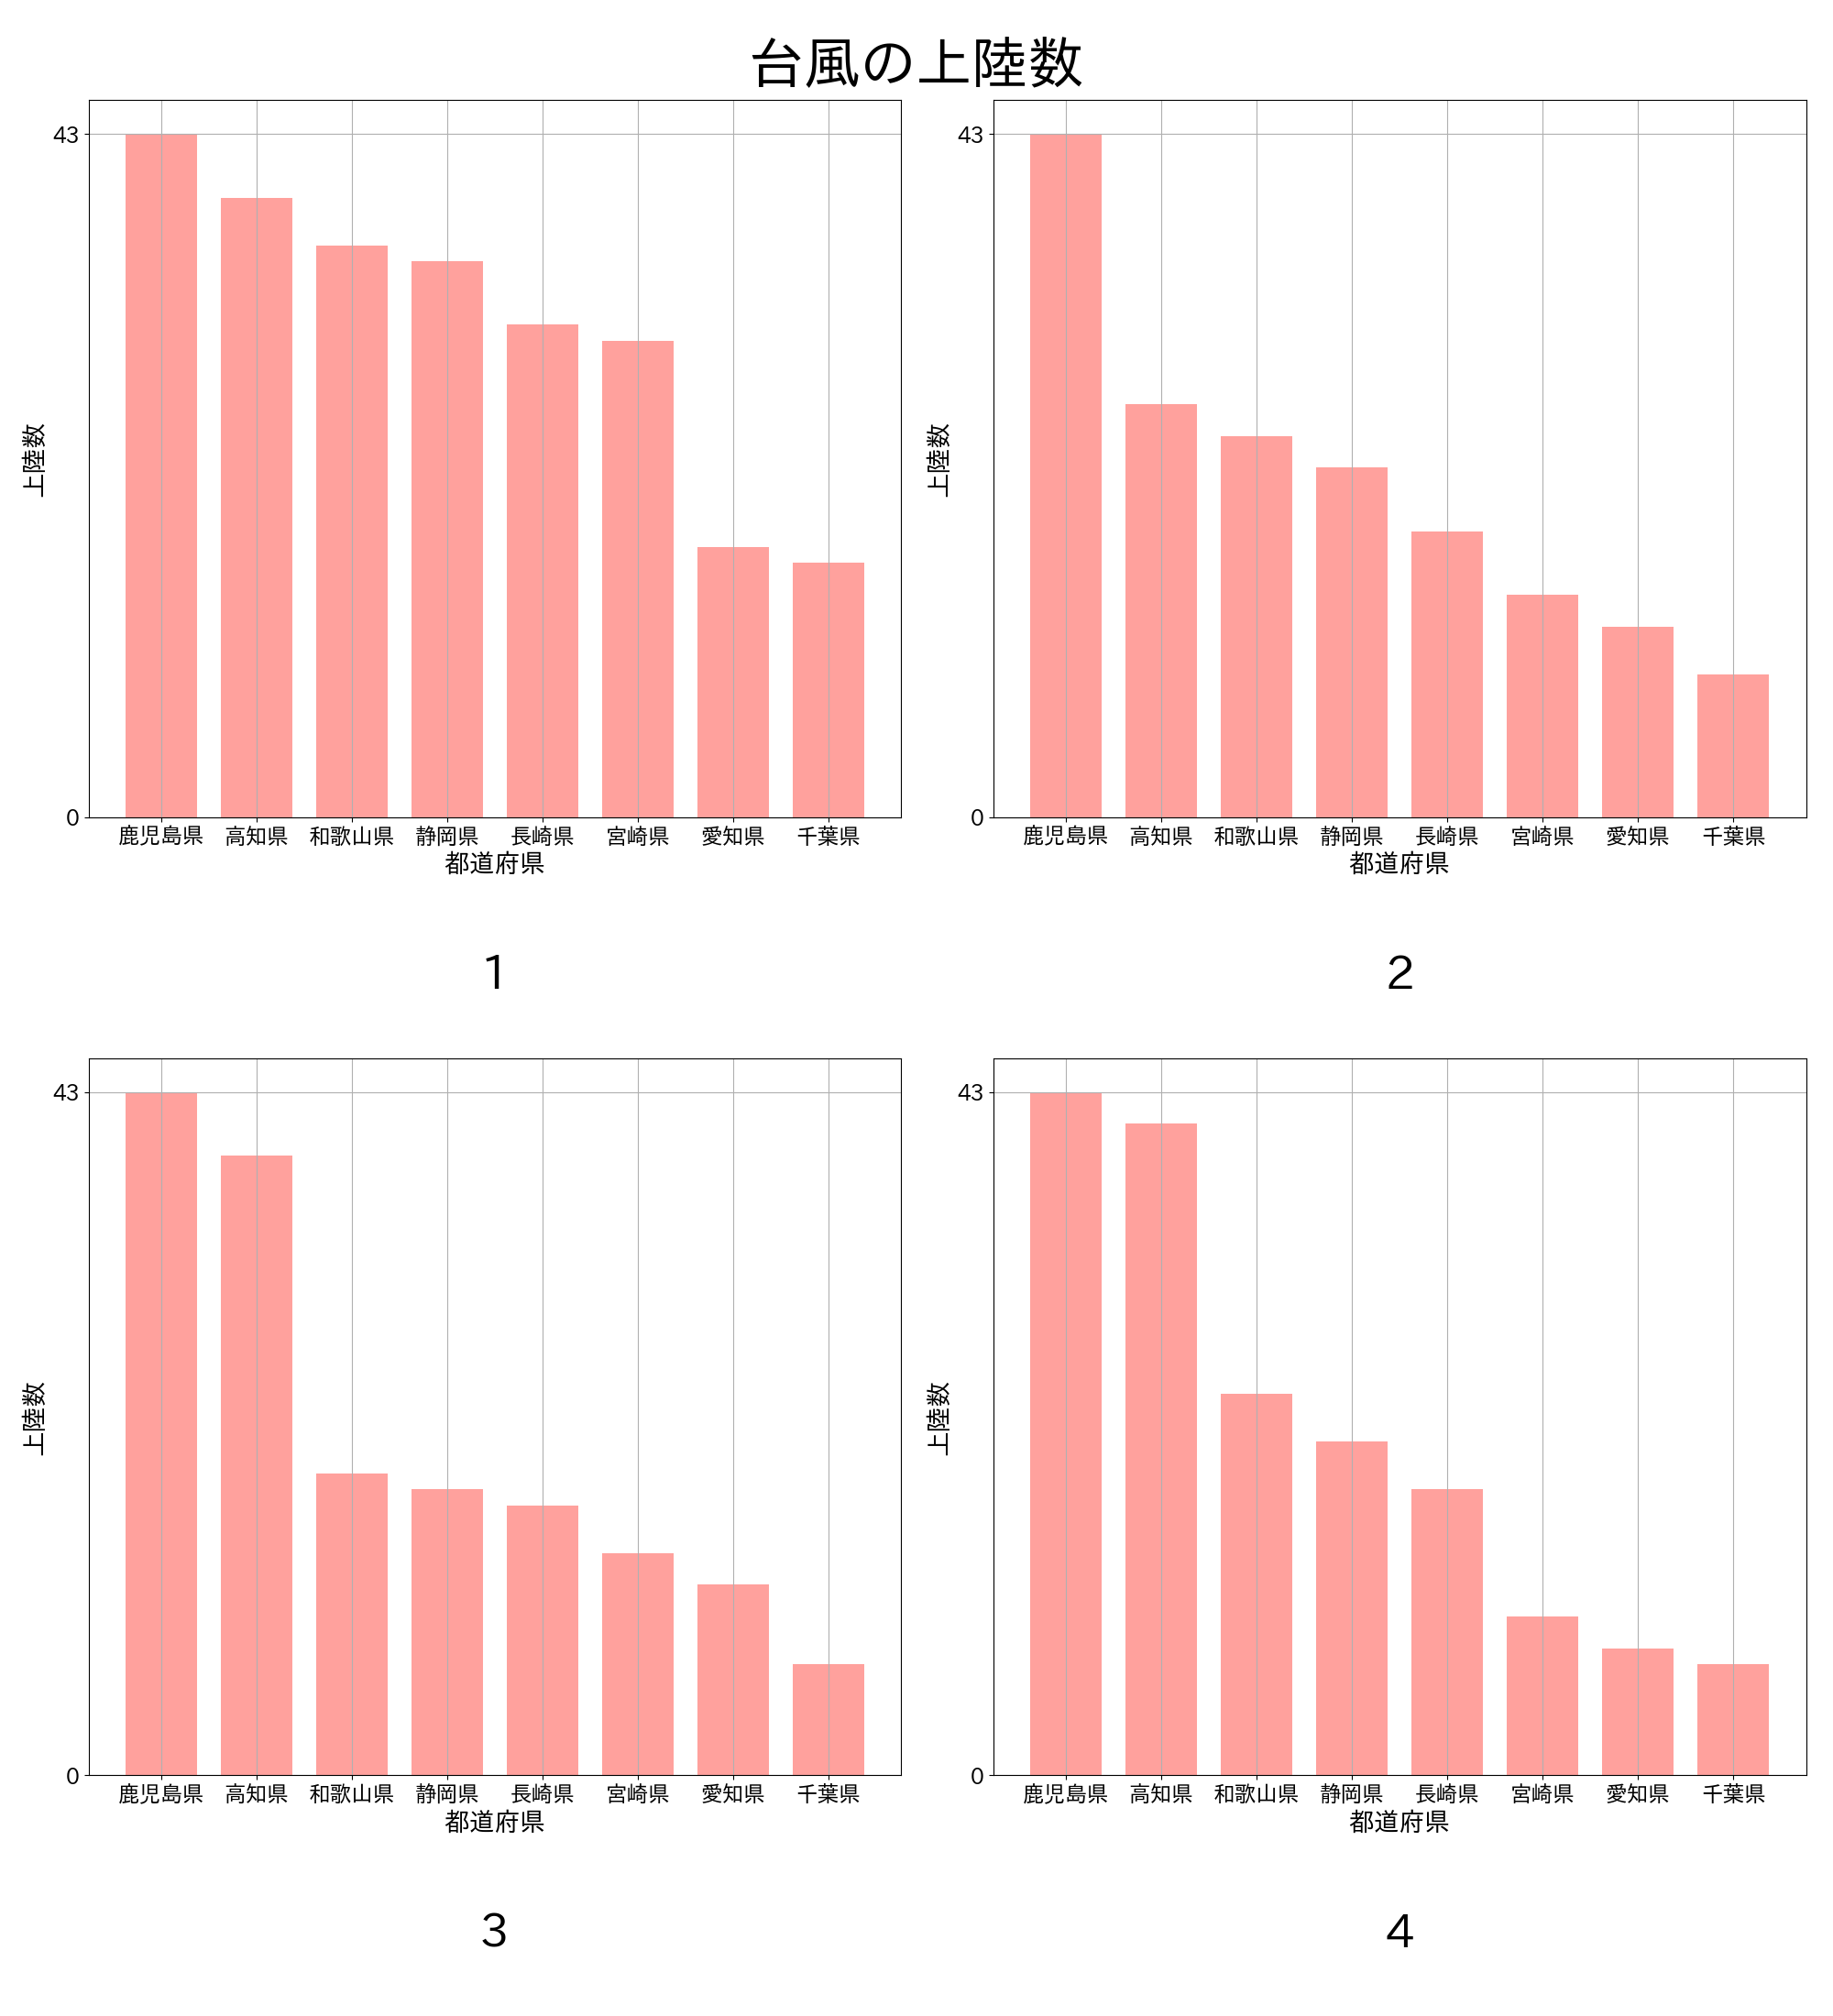 台風の上陸数
43
0
上陸数
鹿児島県 高知県 和歌山県 静岡県 長崎県 宮崎県 愛知県 千葉県
都道府県
1
43
0
上陸数
鹿児島県 高知県 和歌山県 静岡県 長崎県 宮崎県 愛知県 千葉県
都道府県
2
43
0
上陸数
鹿児島県 高知県 和歌山県 静岡県 長崎県 宮崎県 愛知県 千葉県
都道府県
3
43
0
上陸数
鹿児島県 高知県 和歌山県 静岡県 長崎県 宮崎県 愛知県 千葉県
都道府県
4